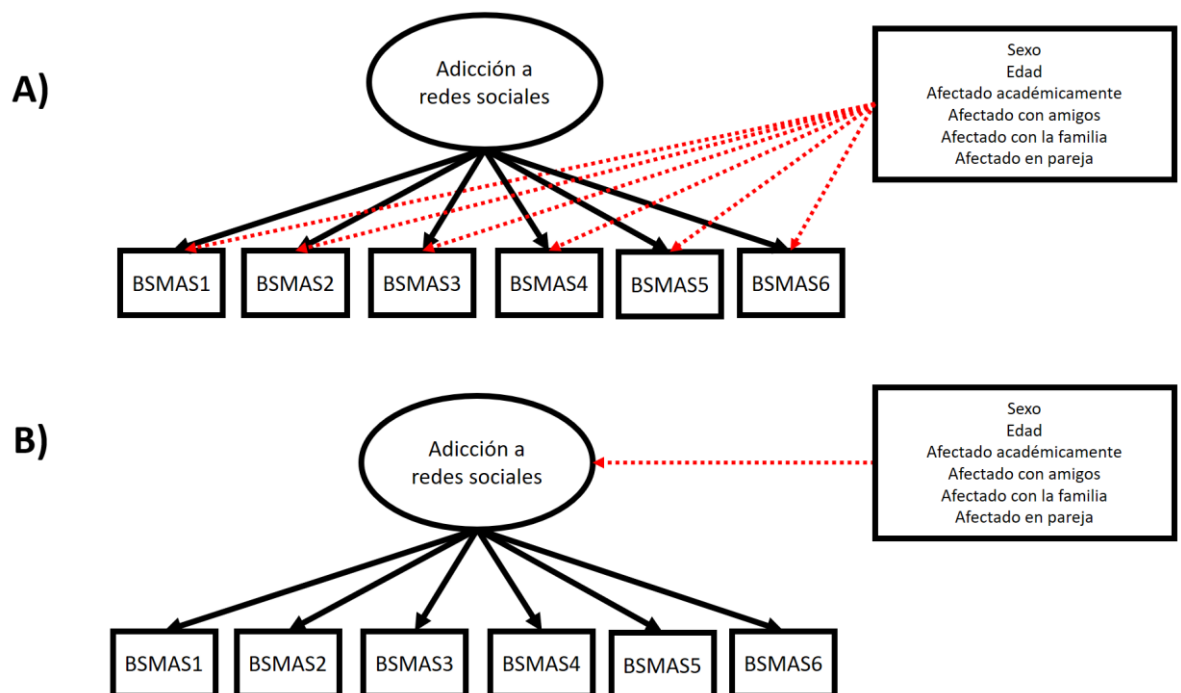 A)
Adicción a
redes sociales
Sexo
Edad
Afectado académicamente
Afectado con amigos
Afectado con la familia
Afectado en pareja
BSMAS1
BSMAS2
BSMAS3
BSMAS4
BSMAS5
BSMAS6
B)
Adicción a
redes sociales
Sexo
Edad
Afectado académicamente
Afectado con amigos
Afectado con la familia
Afectado en pareja
BSMAS1
BSMAS2
BSMAS3
BSMAS4
BSMAS5
BSMAS6